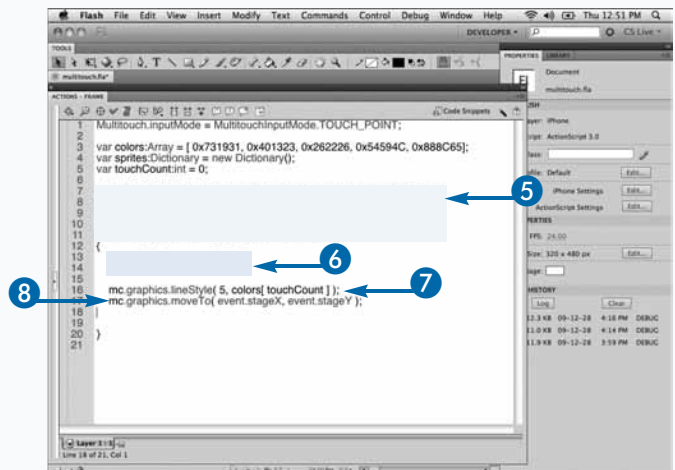 Flash File Edit View Insert Modify Text Commands Control Debug Window Help Thu 12:51 PM
DEVELOPER CS Live
TOOLS
PROPERTIES LIBRARY
multitouch.fla*
Document
multitouch.fla
ACTIONS - FRAME
Code Snippets
iPhone
ActionScript 3.0
1 Multitouch.inputMode = MultitouchInputMode.TOUCH_POINT;
2
3 var colors:Array = [ 0x731931, 0x401323, 0x262226, 0x54594C, 0x888C65];
4 var sprites:Dictionary = new Dictionary();
5 var touchCount:int = 0;
6
7
8
9
10
11
12 {
13
14
15
16 mc.graphics.lineStyle( 5, colors[ touchCount ] );
17 mc.graphics.moveTo( event.stageX, event.stageY );
18
19
20 }
21
5
6
7
8
Default Edit...
iPhone Settings Edit...
ActionScript Settings Edit...
FPS: 24.00
320 x 480 px Edit...
HISTORY
Log Clear
12.3 KB 09-12-28 4:16 PM DEBUG
11.0 KB 09-12-28 4:14 PM DEBUG
11.9 KB 09-12-28 3:59 PM DEBUG
Layer 1:1
Line 18 of 21, Col 1